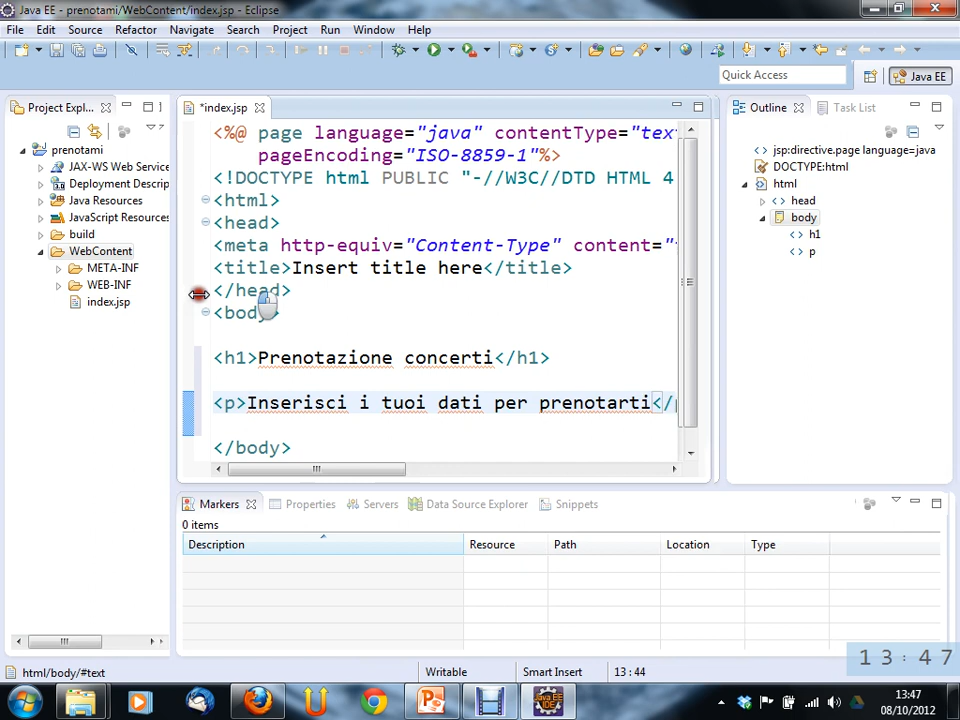 Java EE - prenotami/WebContent/index.jsp - Eclipse
File Edit Source Refactor Navigate Search Project Run Window Help
Quick Access
Java EE
Project Expl...
*index.jsp
Outline
Task List
prenotami
JAX-WS Web Service
Deployment Descrip
Java Resources
JavaScript Resources
build
WebContent
META-INF
WEB-INF
index.jsp
<%@ page language="java" contentType="tex
pageEncoding="ISO-8859-1"%>
<!DOCTYPE html PUBLIC "-//W3C//DTD HTML 4
<html>
<head>
<meta http-equiv="Content-Type" content="
<title>Insert title here</title>
</head>
<body>
<h1>Prenotazione concerti</h1>
<p>Inserisci i tuoi dati per prenotarti</p
</body>
jsp:directive.page language=java
DOCTYPE:html
html
head
body
h1
p
Markers
Properties
Servers
Data Source Explorer
Snippets
0 items
Description Resource Path Location Type
html/body/#text
Writable
Smart Insert
13:44
13:47
13:47
08/10/2012
Java EE
IDE